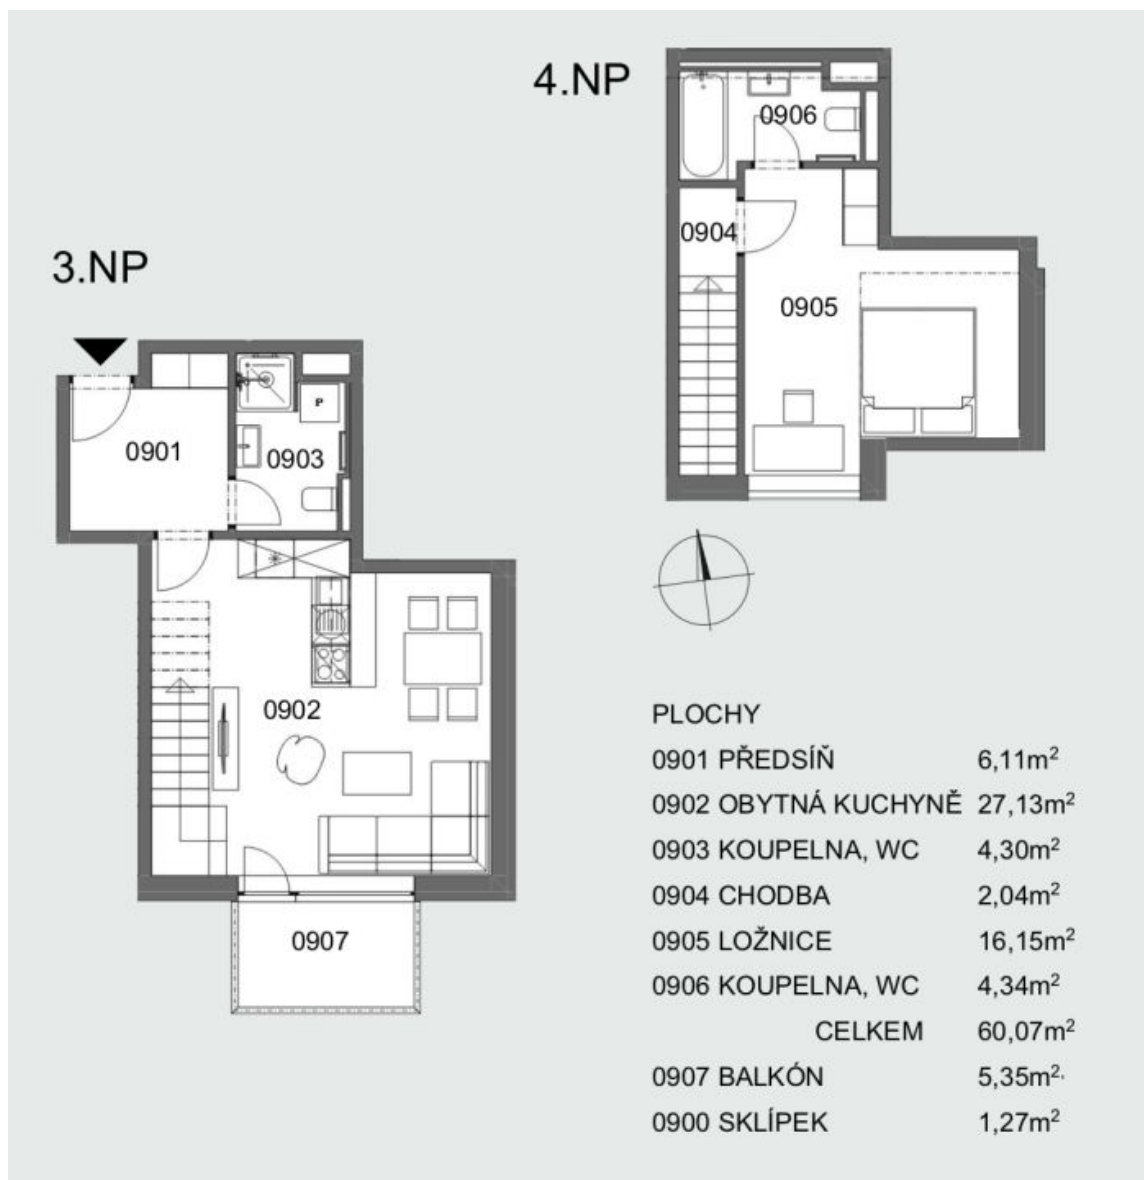 4.NP
0906
0904
0905
3.NP
P
0901
0903
0902
0907
PLOCHY
0901 PŘEDSÍŇ 6,11m²
0902 OBYTNÁ KUCHYNĚ 27,13m²
0903 KOUPELNA, WC 4,30m²
0904 CHODBA 2,04m²
0905 LOŽNICE 16,15m²
0906 KOUPELNA, WC 4,34m²
CELKEM 60,07m²
0907 BALKÓN 5,35m²·
0900 SKLÍPEK 1,27m²